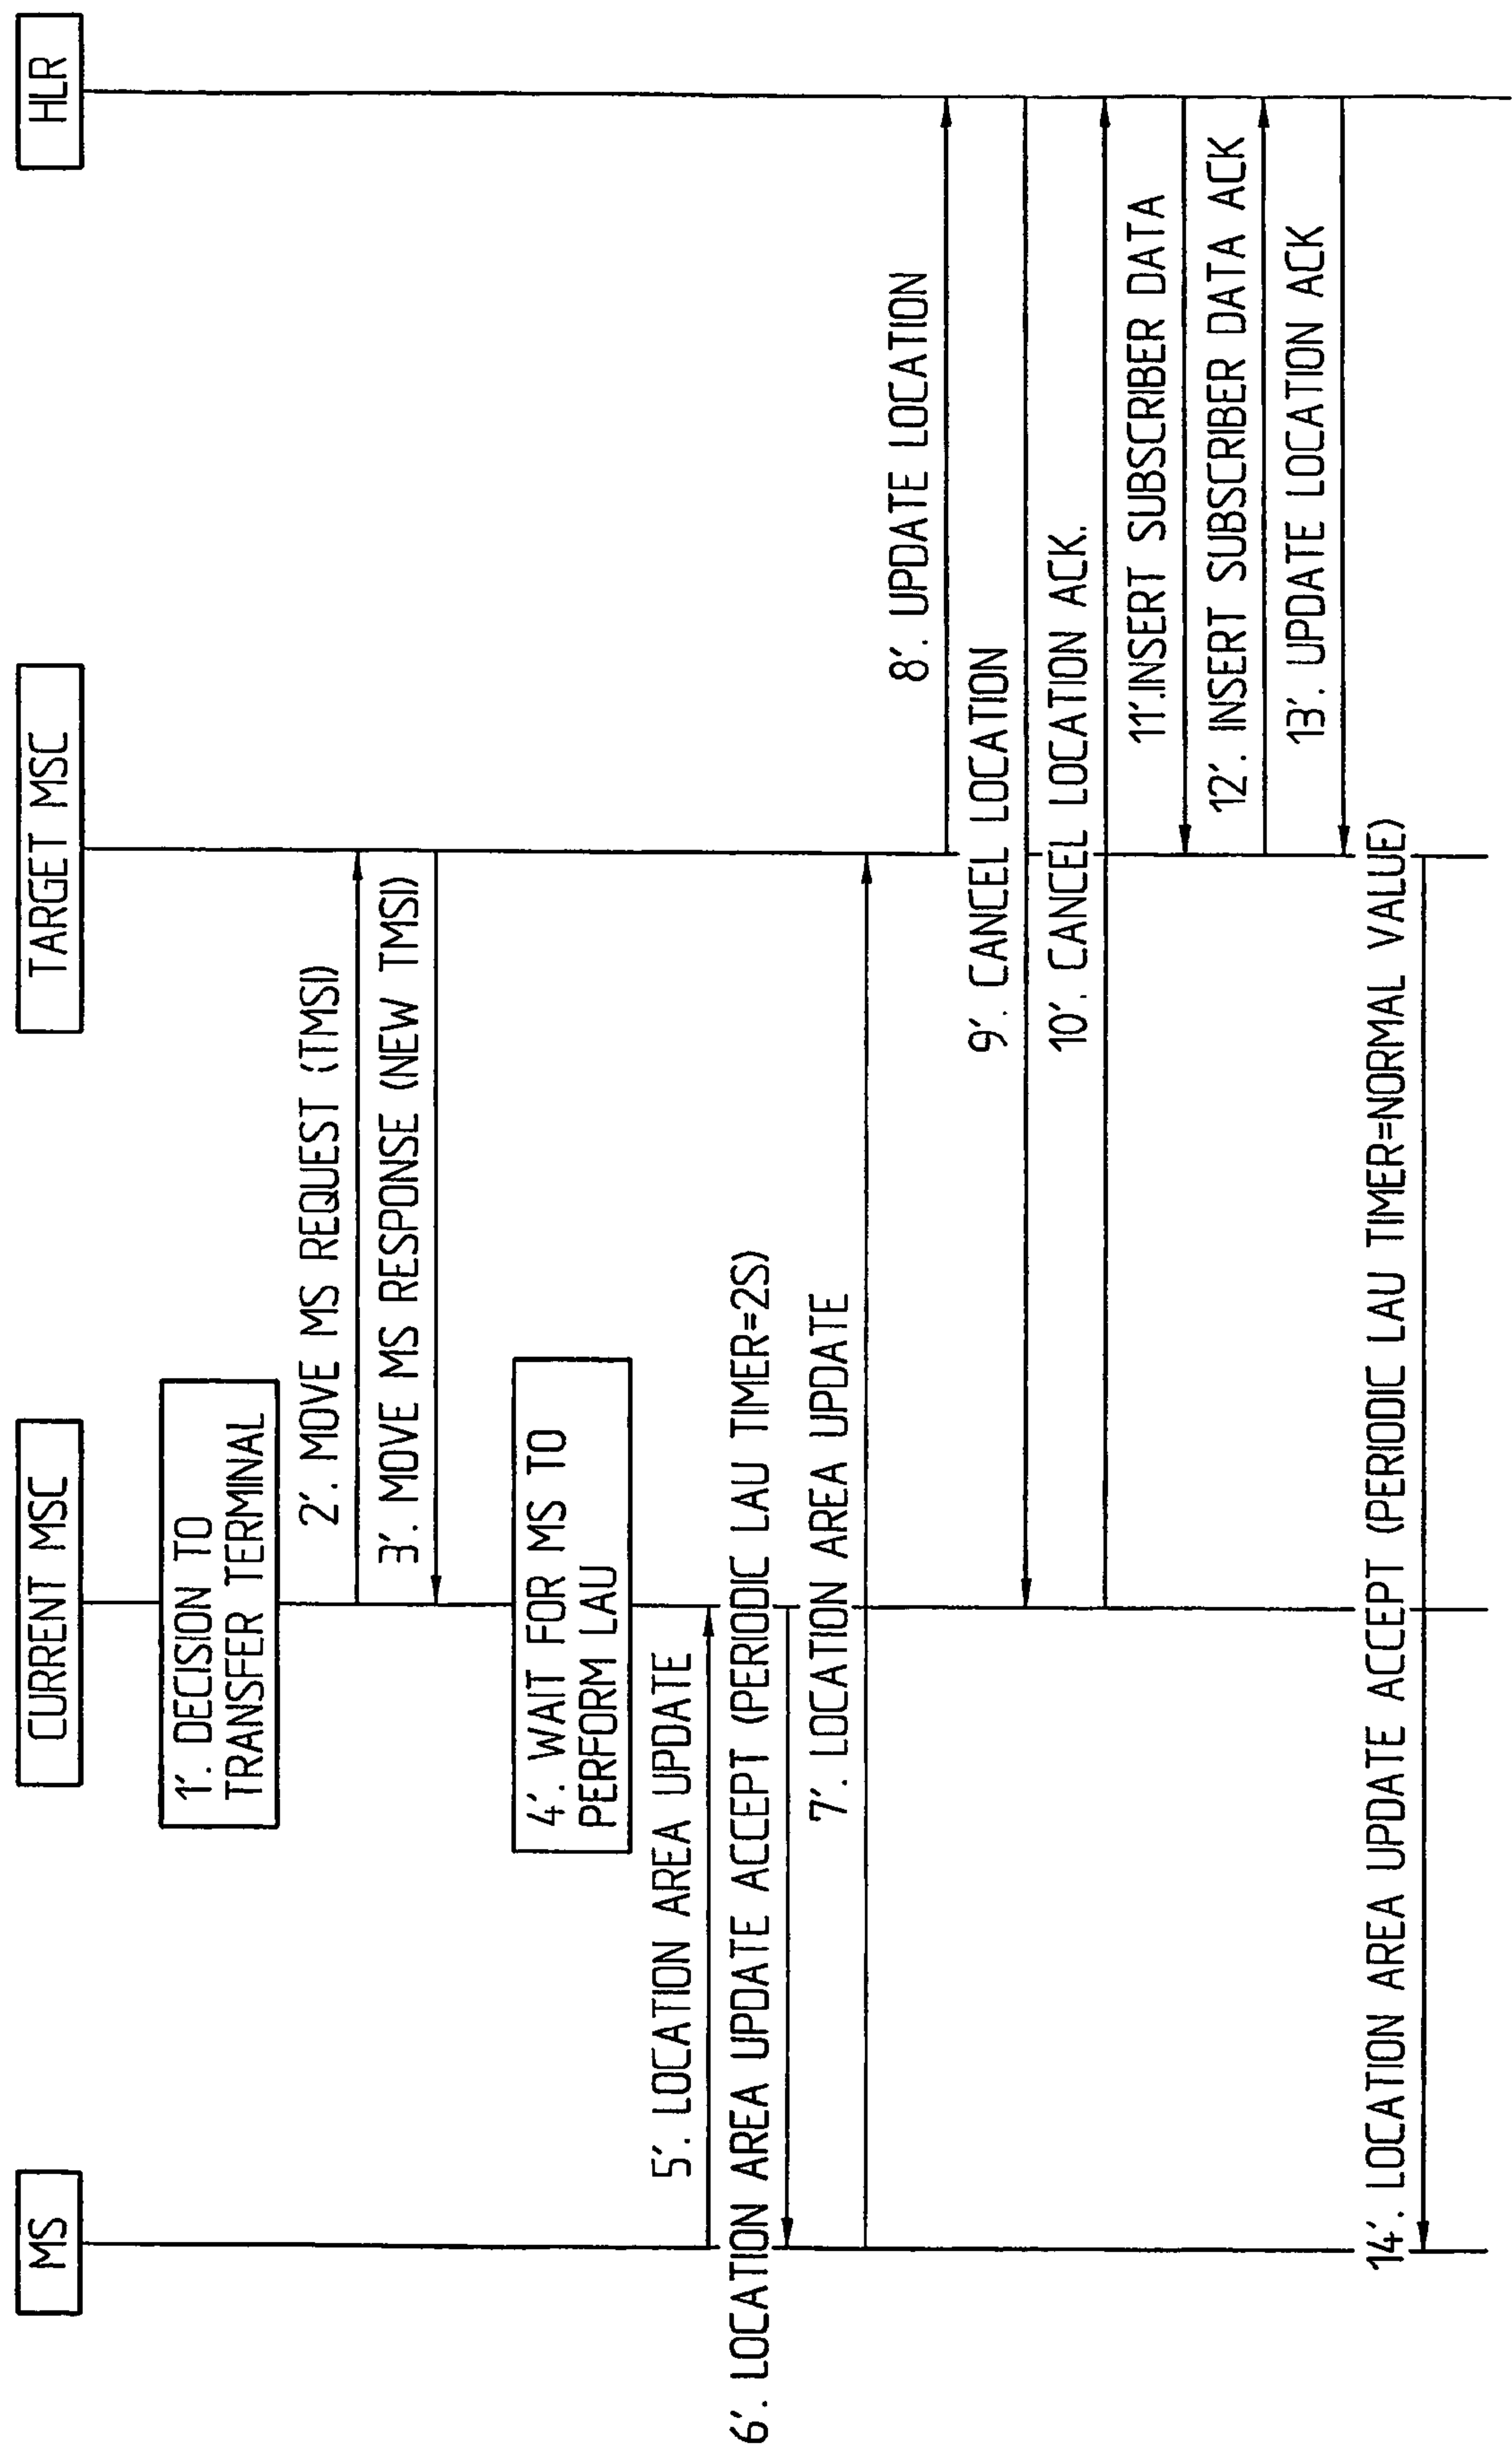 MS
CURRENT MSC
TARGET MSC
HLR
1'. DECISION TO
TRANSFER TERMINAL
2'. MOVE MS REQUEST (TMSI)
3'. MOVE MS RESPONSE (NEW TMSI)
4'. WAIT FOR MS TO
PERFORM LAU
5'. LOCATION AREA UPDATE
6'. LOCATION AREA UPDATE ACCEPT (PERIODIC LAU TIMER=2S)
7'. LOCATION AREA UPDATE
8'. UPDATE LOCATION
9'. CANCEL LOCATION
10'. CANCEL LOCATION ACK.
11'.INSERT SUBSCRIBER DATA
12'. INSERT SUBSCRIBER DATA ACK
13'. UPDATE LOCATION ACK
14'. LOCATION AREA UPDATE ACCEPT (PERIODIC LAU TIMER=NORMAL VALUE)